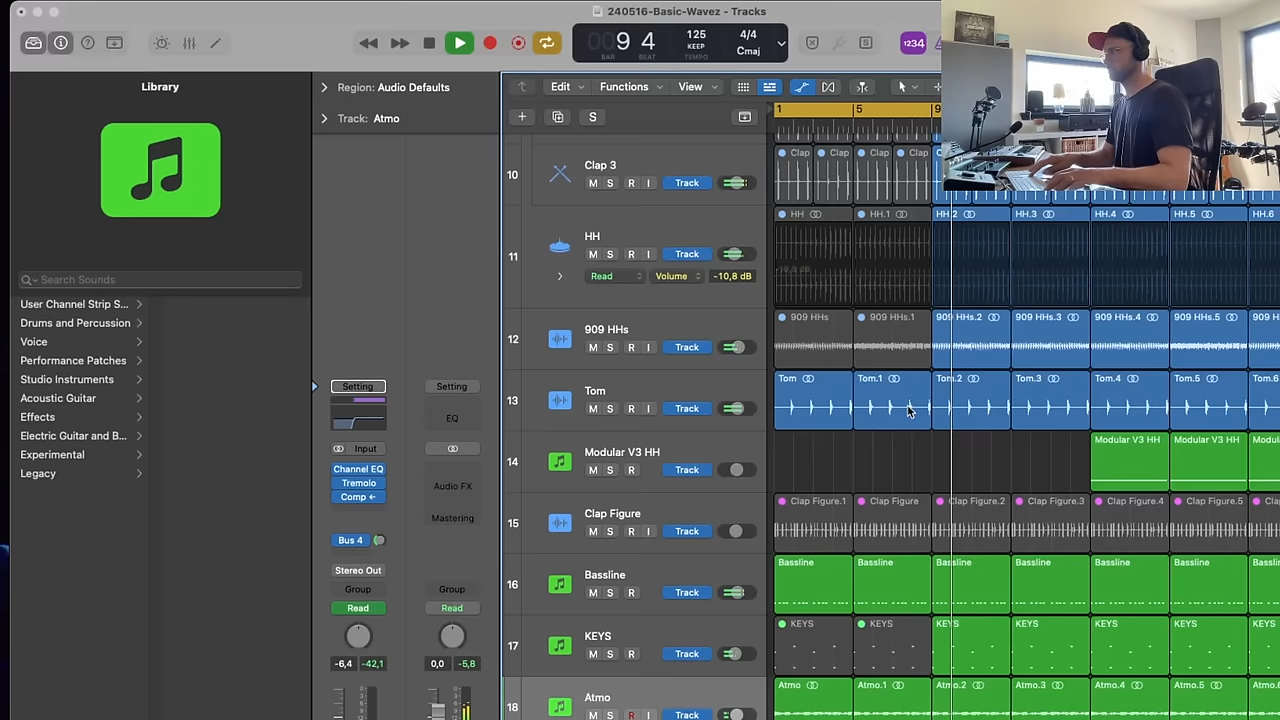 240516-Basic-Wavez - Tracks
009 4
BAR BEAT
125
KEEP
TEMPO
4/4
Cmaj
1234
Library
Search Sounds
User Channel Strip S...
Drums and Percussion
Voice
Performance Patches
Studio Instruments
Acoustic Guitar
Effects
Electric Guitar and B...
Experimental
Legacy
Region: Audio Defaults
Track: Atmo
Setting Setting
EQ
Input
Channel EQ
Tremolo
Comp
Audio FX
Mastering
Bus 4
Stereo Out
Group Group
Read Read
-6,4 -42,1 0,0 -5,8
Edit Functions View
S
1 5 9
10 Clap 3
M S R I Track
Clap Clap Clap Clap C
11 HH
M S R I Track
Read Volume -10,8 dB
HH HH.1 HH.2 HH.3 HH.4 HH.5 HH.6
12 909 HHs
M S R I Track
909 HHs 909 HHs.1 909 HHs.2 909 HHs.3 909 HHs.4 909 HHs.5 909 H
13 Tom
M S R I Track
Tom Tom.1 Tom.2 Tom.3 Tom.4 Tom.5 Tom.6
14 Modular V3 HH
M S R Track
Modular V3 HH Modular V3 HH Modul
15 Clap Figure
M S R I Track
Clap Figure.1 Clap Figure Clap Figure.2 Clap Figure.3 Clap Figure.4 Clap Figure.5 Clap
16 Bassline
M S R Track
Bassline Bassline Bassline Bassline Bassline Bassline Bassline
17 KEYS
M S R Track
KEYS KEYS KEYS KEYS KEYS KEYS KEYS
18 Atmo
M S R Track
Atmo Atmo.1 Atmo.2 Atmo.3 Atmo.4 Atmo.5 Atmo.6